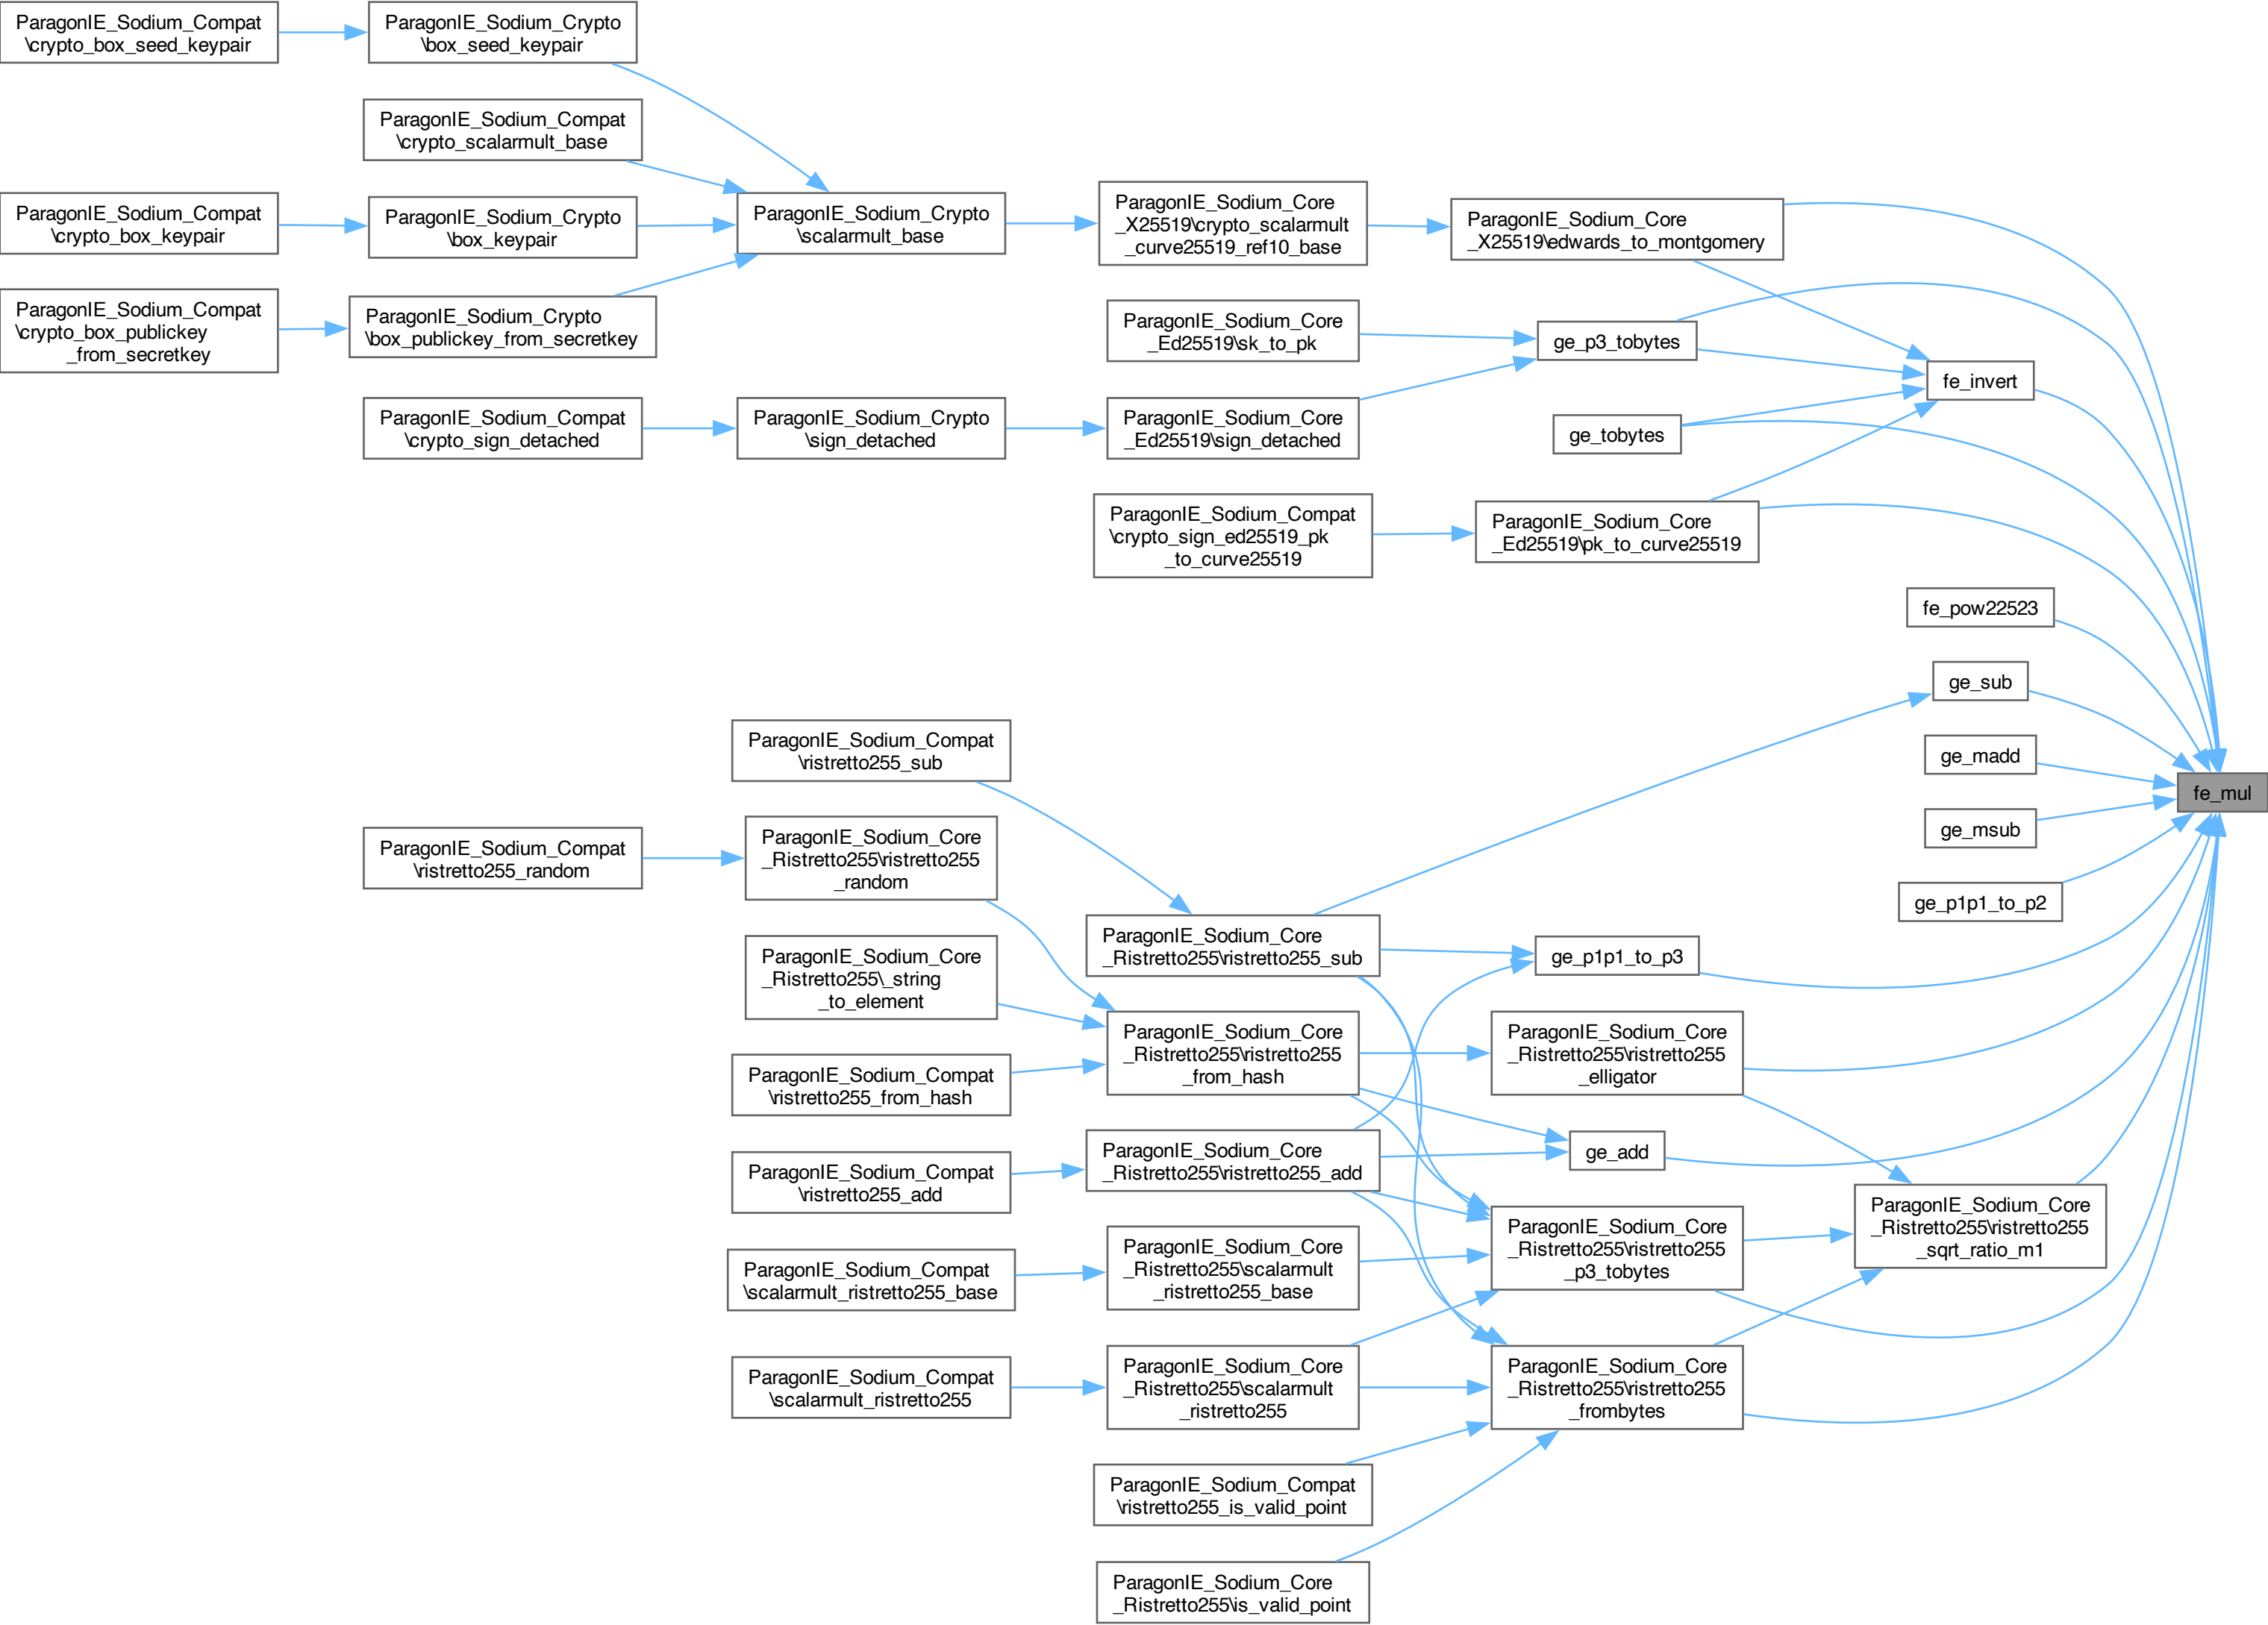 ParagonIE_Sodium_Compat
\crypto_box_seed_keypair
ParagonIE_Sodium_Crypto
\box_seed_keypair
ParagonIE_Sodium_Compat
\crypto_scalarmult_base
ParagonIE_Sodium_Compat
\crypto_box_keypair
ParagonIE_Sodium_Crypto
\box_keypair
ParagonIE_Sodium_Crypto
\scalarmult_base
ParagonIE_Sodium_Core
_X25519\crypto_scalarmult
_curve25519_ref10_base
ParagonIE_Sodium_Core
_X25519\edwards_to_montgomery
ParagonIE_Sodium_Compat
\crypto_box_publickey
_from_secretkey
ParagonIE_Sodium_Crypto
\box_publickey_from_secretkey
ParagonIE_Sodium_Core
_Ed25519\sk_to_pk
ge_p3_tobytes
fe_invert
ParagonIE_Sodium_Compat
\crypto_sign_detached
ParagonIE_Sodium_Crypto
\sign_detached
ParagonIE_Sodium_Core
_Ed25519\sign_detached
ge_tobytes
ParagonIE_Sodium_Compat
\crypto_sign_ed25519_pk
_to_curve25519
ParagonIE_Sodium_Core
_Ed25519\pk_to_curve25519
fe_pow22523
ge_sub
ParagonIE_Sodium_Compat
\ristretto255_sub
ge_madd
fe_mul
ge_msub
ParagonIE_Sodium_Compat
\ristretto255_random
ParagonIE_Sodium_Core
_Ristretto255\ristretto255
_random
ge_p1p1_to_p2
ParagonIE_Sodium_Core
_Ristretto255\ristretto255_sub
ge_p1p1_to_p3
ParagonIE_Sodium_Core
_Ristretto255\_string
_to_element
ParagonIE_Sodium_Core
_Ristretto255\ristretto255
_from_hash
ParagonIE_Sodium_Core
_Ristretto255\ristretto255
_elligator
ParagonIE_Sodium_Compat
\ristretto255_from_hash
ParagonIE_Sodium_Compat
\ristretto255_add
ParagonIE_Sodium_Core
_Ristretto255\ristretto255_add
ge_add
ParagonIE_Sodium_Core
_Ristretto255\ristretto255
_sqrt_ratio_m1
ParagonIE_Sodium_Compat
\scalarmult_ristretto255_base
ParagonIE_Sodium_Core
_Ristretto255\scalarmult
_ristretto255_base
ParagonIE_Sodium_Core
_Ristretto255\ristretto255
_p3_tobytes
ParagonIE_Sodium_Compat
\scalarmult_ristretto255
ParagonIE_Sodium_Core
_Ristretto255\scalarmult
_ristretto255
ParagonIE_Sodium_Core
_Ristretto255\ristretto255
_frombytes
ParagonIE_Sodium_Compat
\ristretto255_is_valid_point
ParagonIE_Sodium_Core
_Ristretto255\is_valid_point